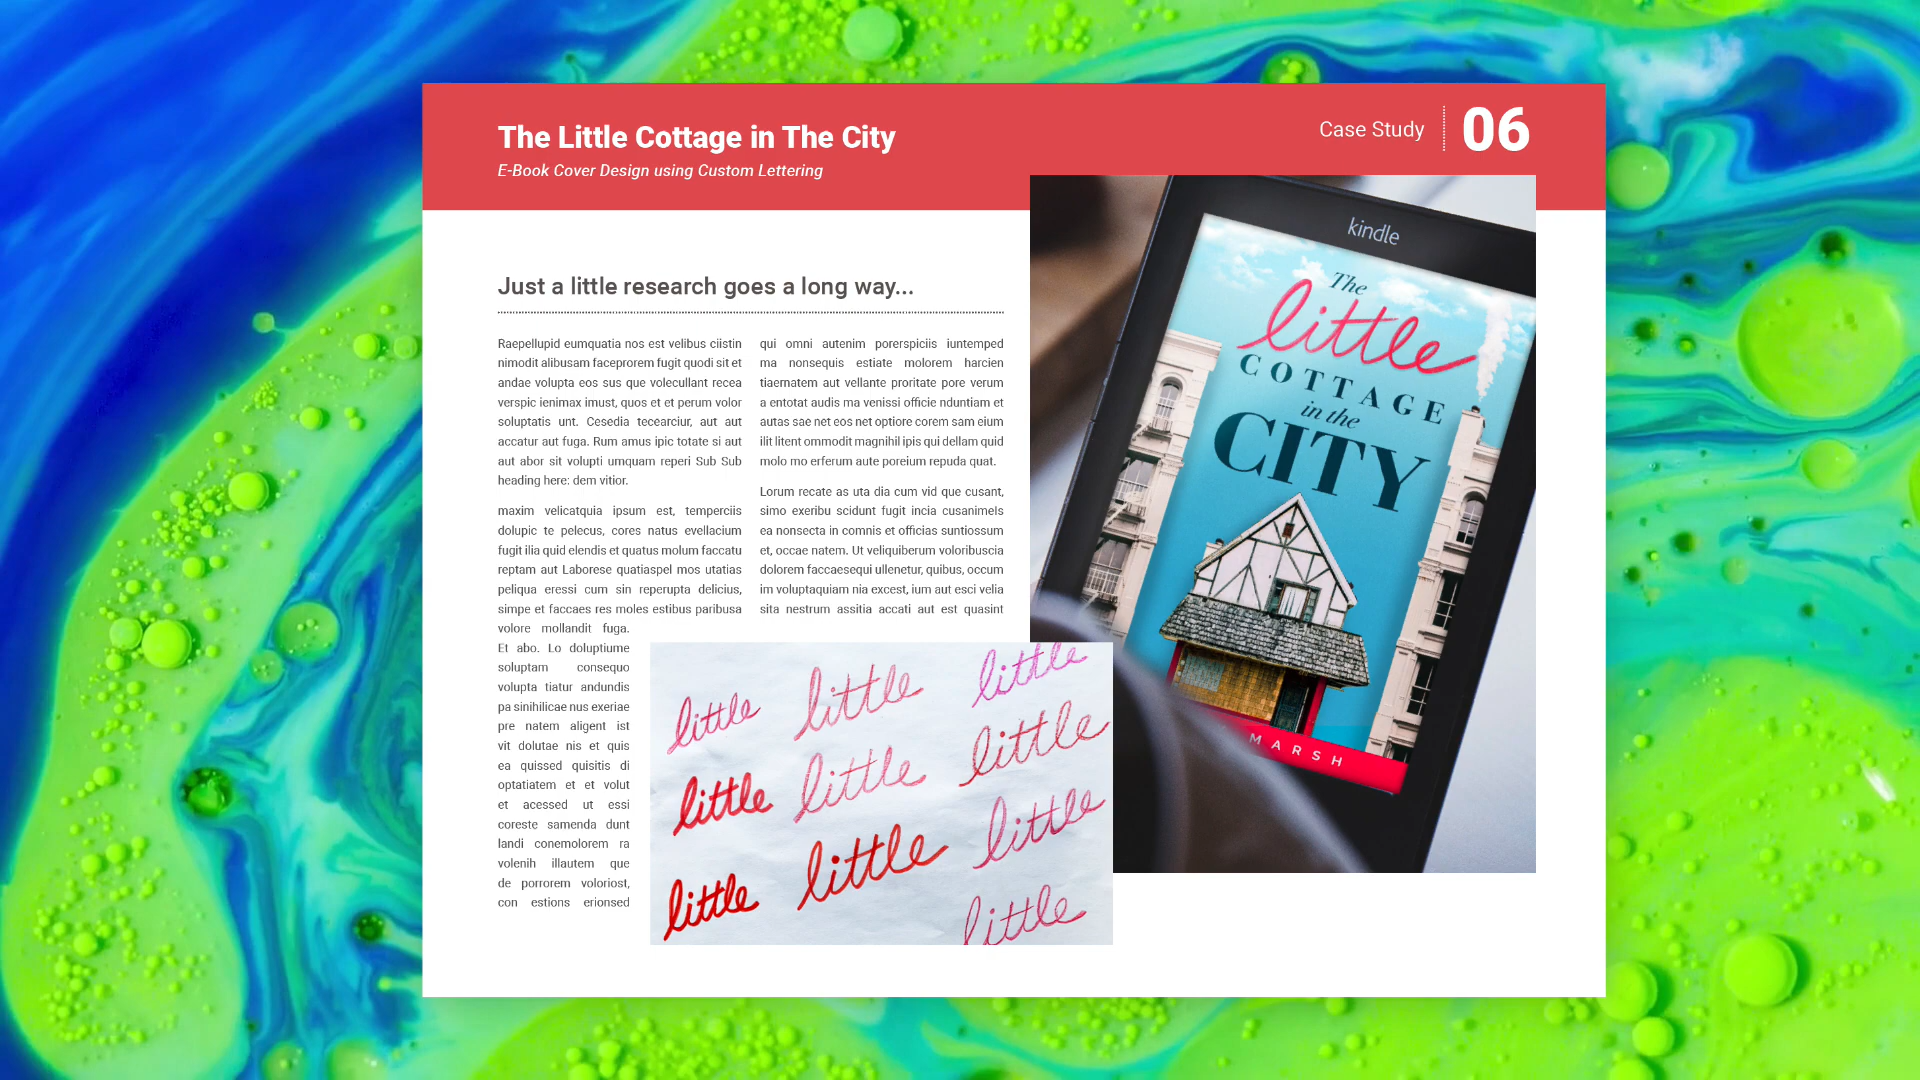 The Little Cottage in The City
E-Book Cover Design using Custom Lettering
Case Study
06
Just a little research goes a long way...
Raepellupid eumquatia nos est velibus ciistin
nimodit alibusam faceprorem fugit quodi sit et
andae volupta eos sus que volecullant recea
verspic ienimax imust, quos et et perum volor
soluptatis unt. Cesedia tecearciur, aut aut
accatur aut fuga. Rum amus ipic totate si aut
aut abor sit volupti umquam reperi Sub Sub
heading here: dem vitior.
maxim velicatquia ipsum est, temperciis
dolupic te pelecus, cores natus evellacium
fugit ilia quid elendis et quatus molum faccatu
reptam aut Laborese quatiaspel mos utatias
peliqua eressi cum sin reperupta delicius,
simpe et faccaes res moles estibus paribusa
volore mollandit fuga.
Et abo. Lo doluptiume
soluptam consequo
volupta tiatur andundis
pa sinihilicae nus exeriae
pre natem aligent ist
vit dolutae nis et quis
ea quissed quisitis di
optatiatem et et volut
et acessed ut essi
coreste samenda dunt
landi conemolorem ra
volenih illautem que
de porrorem voloriost,
con estions erionsed
qui omni autenim porerspiciis iuntemped
ma nonsequis estiate molorem harcien
tiaernatem aut vellante proritate pore verum
a entotat audis ma venissi officie nduntiam et
autas sae net eos net optiore corem sam eium
ilit litent ommodit magnihil ipis qui dellam quid
molo mo erferum aute poreium repuda quat.
Lorum recate as uta dia cum vid que cusant,
simo exeribu scidunt fugit incia cusanimels
ea nonsecta in comnis et officias suntiossum
et, occae natem. Ut veliquiberum voloribuscia
dolorem faccaesequi ullenetur, quibus, occum
im voluptaquiam nia excest, ium aut esci velia
sita nestrum assitia accati aut est quasint
kindle
The
little
COTTAGE
in the
CITY
MARSH
little little little
little little little
little little little
little